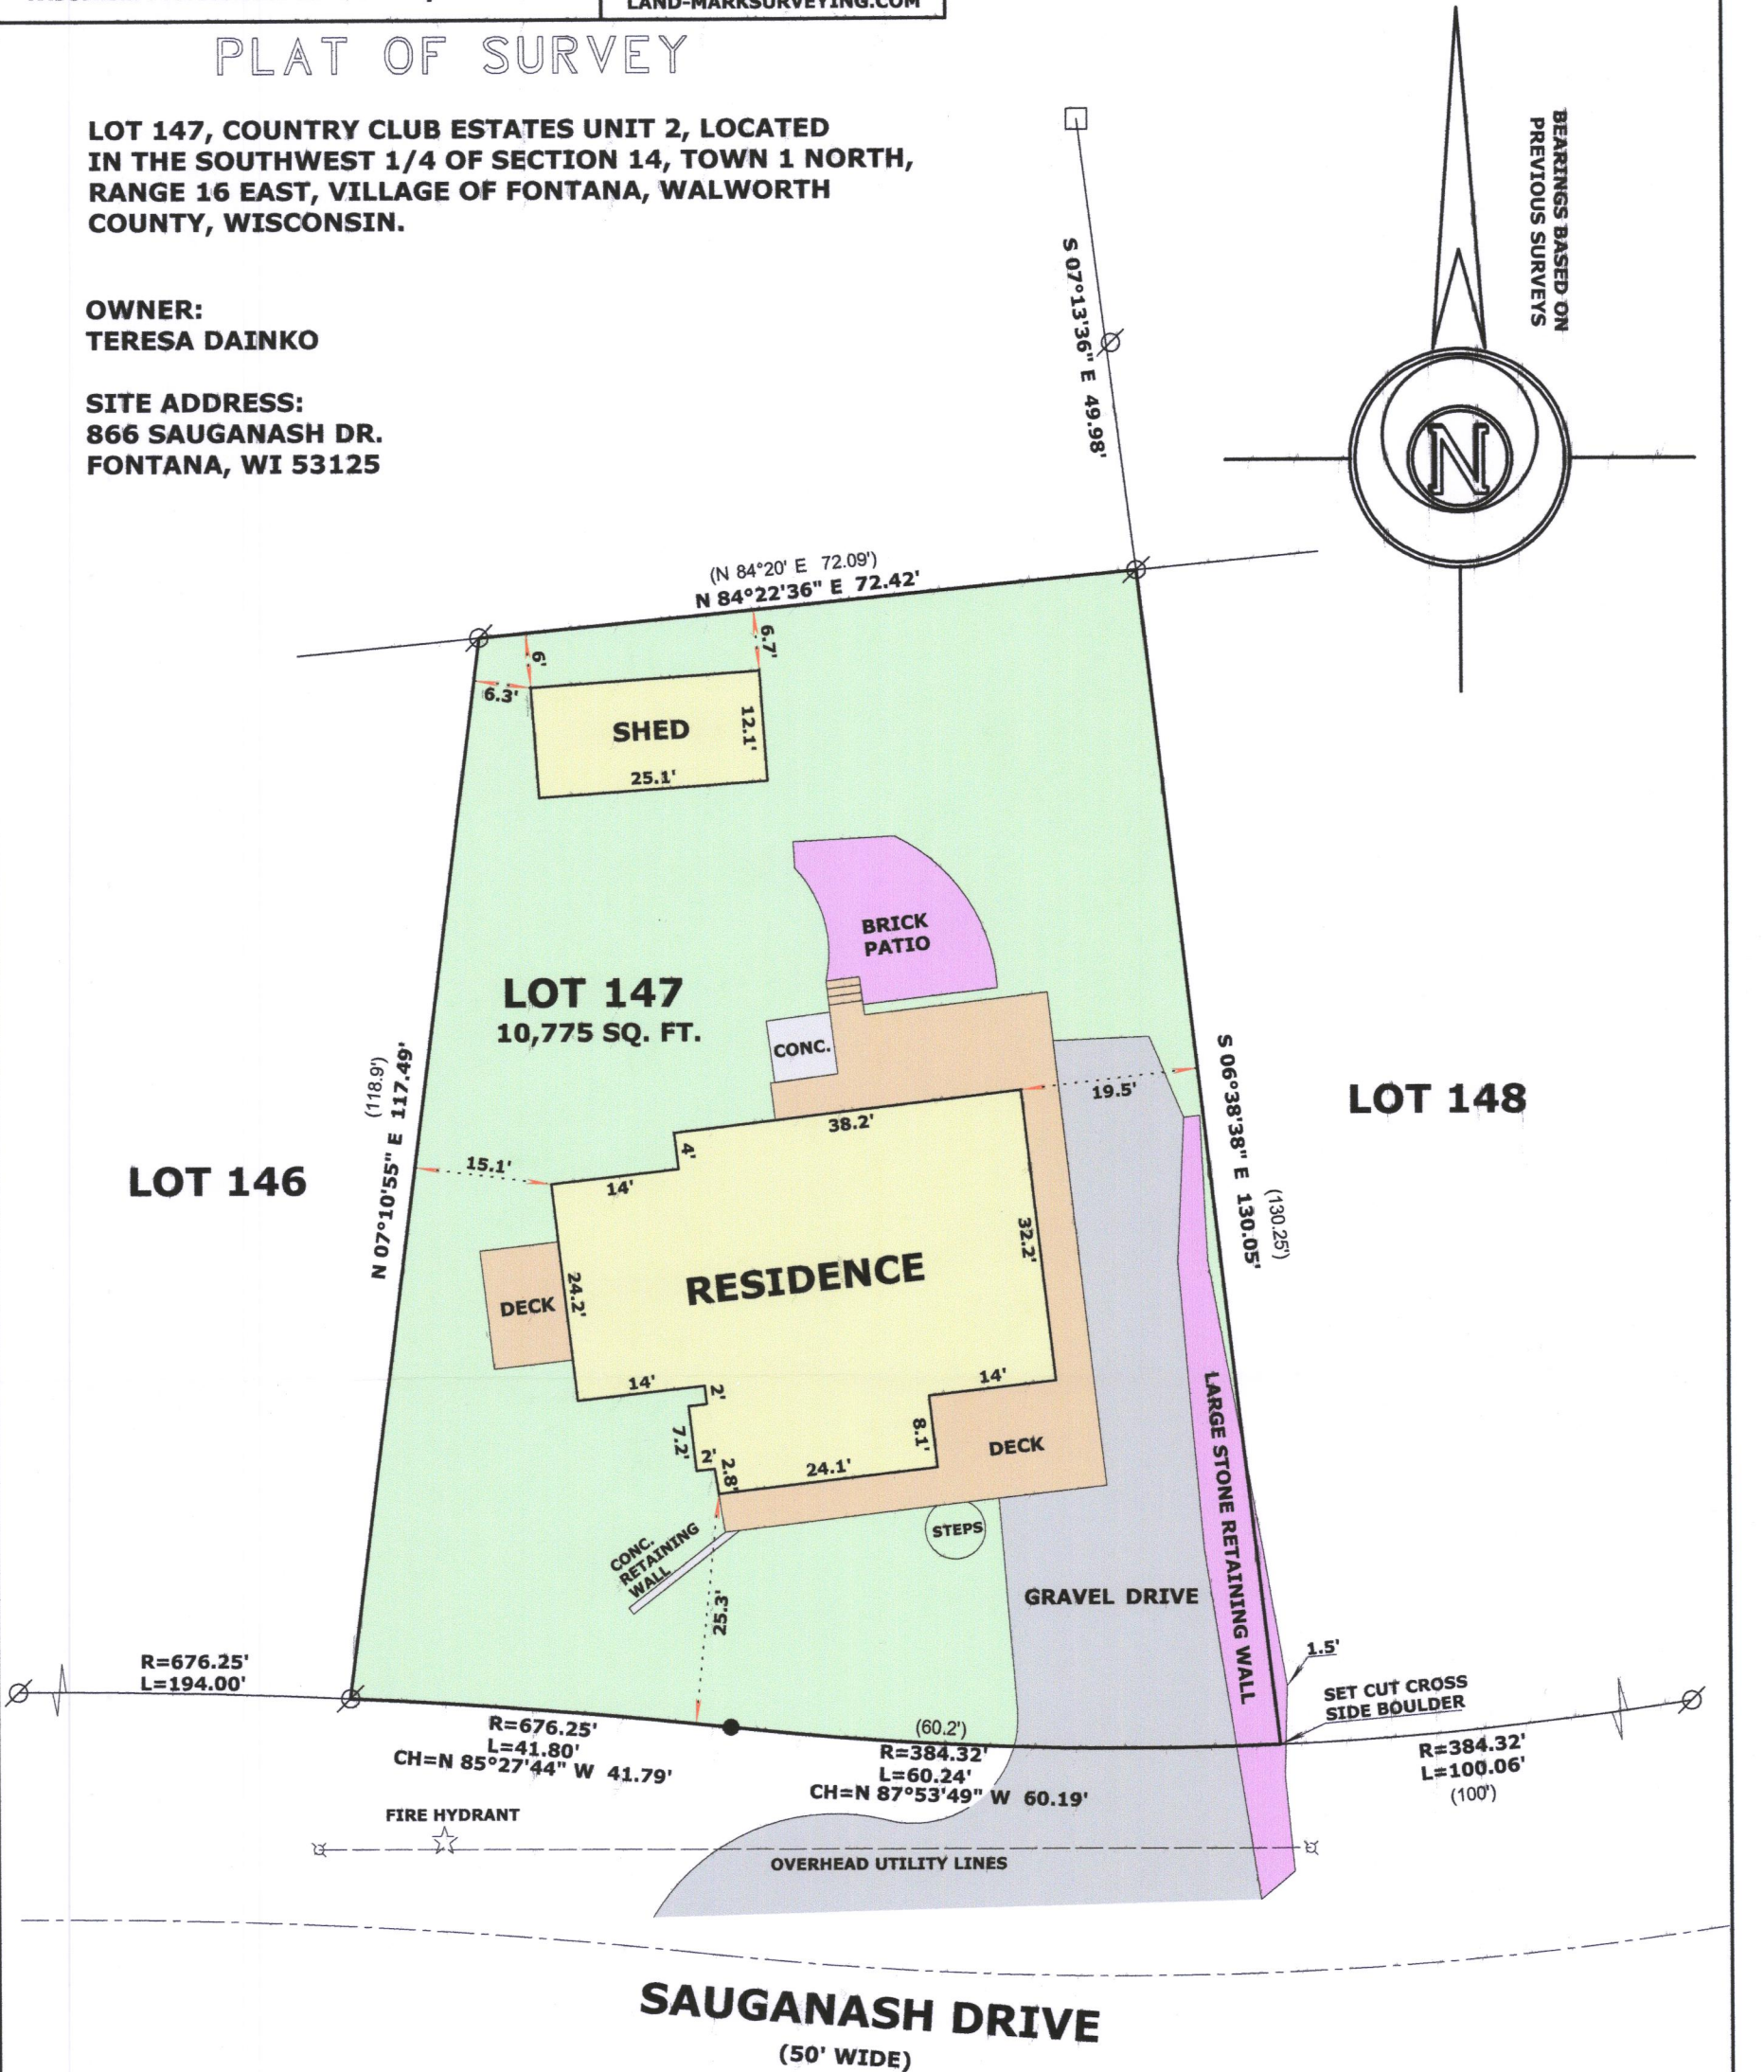 LAND-MARKSURVEYING.COM
PLAT OF SURVEY
LOT 147, COUNTRY CLUB ESTATES UNIT 2, LOCATED
IN THE SOUTHWEST 1/4 OF SECTION 14, TOWN 1 NORTH,
RANGE 16 EAST, VILLAGE OF FONTANA, WALWORTH
COUNTY, WISCONSIN.
OWNER:
TERESA DAINKO
SITE ADDRESS:
866 SAUGANASH DR.
FONTANA, WI 53125
BEARINGS BASED ON
PREVIOUS SURVEYS
N
S 07°13'36" E 49.98'
(N 84°20' E 72.09')
N 84°22'36" E 72.42'
6'
6.7'
6.3'
SHED
12.1'
25.1'
BRICK
PATIO
LOT 147
10,775 SQ. FT.
CONC.
(118.9')
N 07°10'55" E 117.49'
19.5'
S 06°38'38" E 130.05'
(130.25')
LOT 148
LOT 146
38.2'
4'
15.1'
14'
32.2'
RESIDENCE
DECK
24.2'
14'
2'
14'
7.2'
8.1'
2'
2.8'
24.1'
DECK
LARGE STONE RETAINING WALL
STEPS
CONC.
RETAINING
WALL
25.3'
GRAVEL DRIVE
1.5'
SET CUT CROSS
SIDE BOULDER
R=676.25'
L=194.00'
R=676.25'
L=41.80'
CH=N 85°27'44" W 41.79'
(60.2')
R=384.32'
L=60.24'
CH=N 87°53'49" W 60.19'
R=384.32'
L=100.06'
(100')
FIRE HYDRANT
OVERHEAD UTILITY LINES
SAUGANASH DRIVE
(50' WIDE)